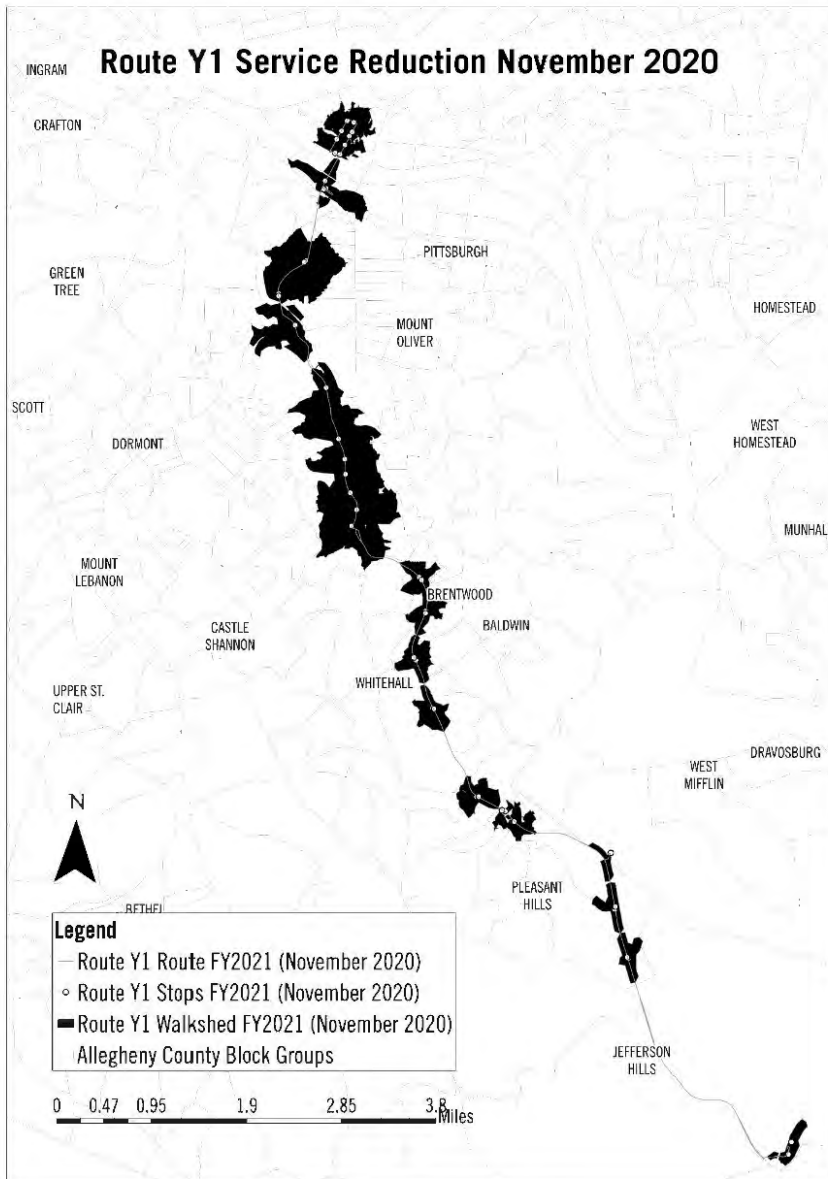 Route Y1 Service Reduction November 2020
INGRAM
CRAFTON
PITTSBURGH
GREEN
TREE
HOMESTEAD
MOUNT
OLIVER
SCOTT
WEST
HOMESTEAD
DORMONT
MUNHAL
MOUNT
LEBANON
BRENTWOOD
CASTLE
SHANNON
BALDWIN
WHITEHALL
UPPER ST.
CLAIR
DRAVOSBURG
WEST
MIFFLIN
N
PLEASANT
HILLS
BETHEL
Legend
Route Y1 Route FY2021 (November 2020)
Route Y1 Stops FY2021 (November 2020)
Route Y1 Walkshed FY2021 (November 2020)
Allegheny County Block Groups
JEFFERSON
HILLS
0 0.47 0.95 1.9 2.85 3.8
Miles